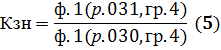 Кзн = ф. 1(р. 031, гр. 4) / ф. 1(р. 030, гр. 4) (5)